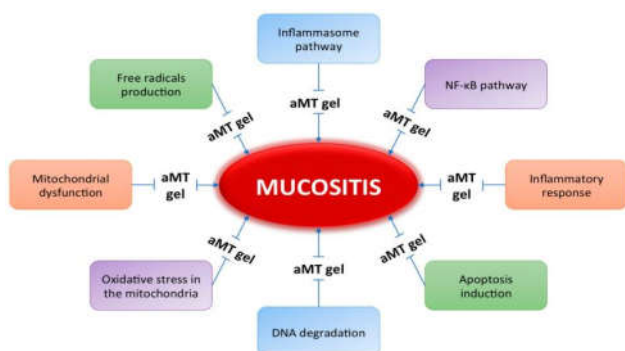 Inflammasome
pathway
Free radicals
production
NF-κB pathway
aMT gel
aMT gel
aMT gel
Mitochondrial
dysfunction
aMT
gel
MUCOSITIS
aMT
gel
Inflammatory
response
aMT gel
aMT gel
aMT gel
Oxidative stress in
the mitochondria
Apoptosis
induction
DNA degradation